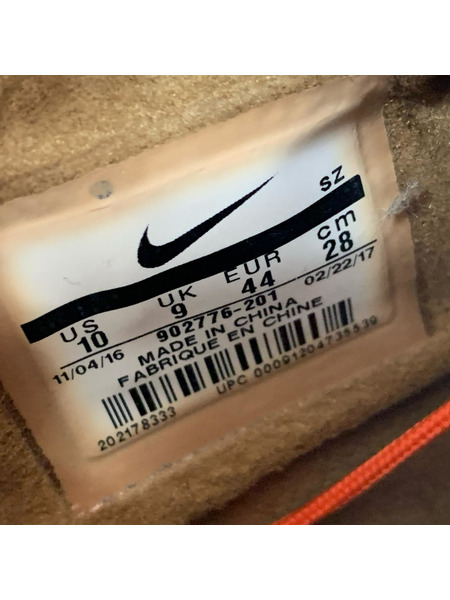 SZ
US UK EUR cm
10 9 44 28
11/04/16 902776-201 02/22/17
MADE IN CHINA
FABRIQUE EN CHINE
202178333 UPC 00091204735539